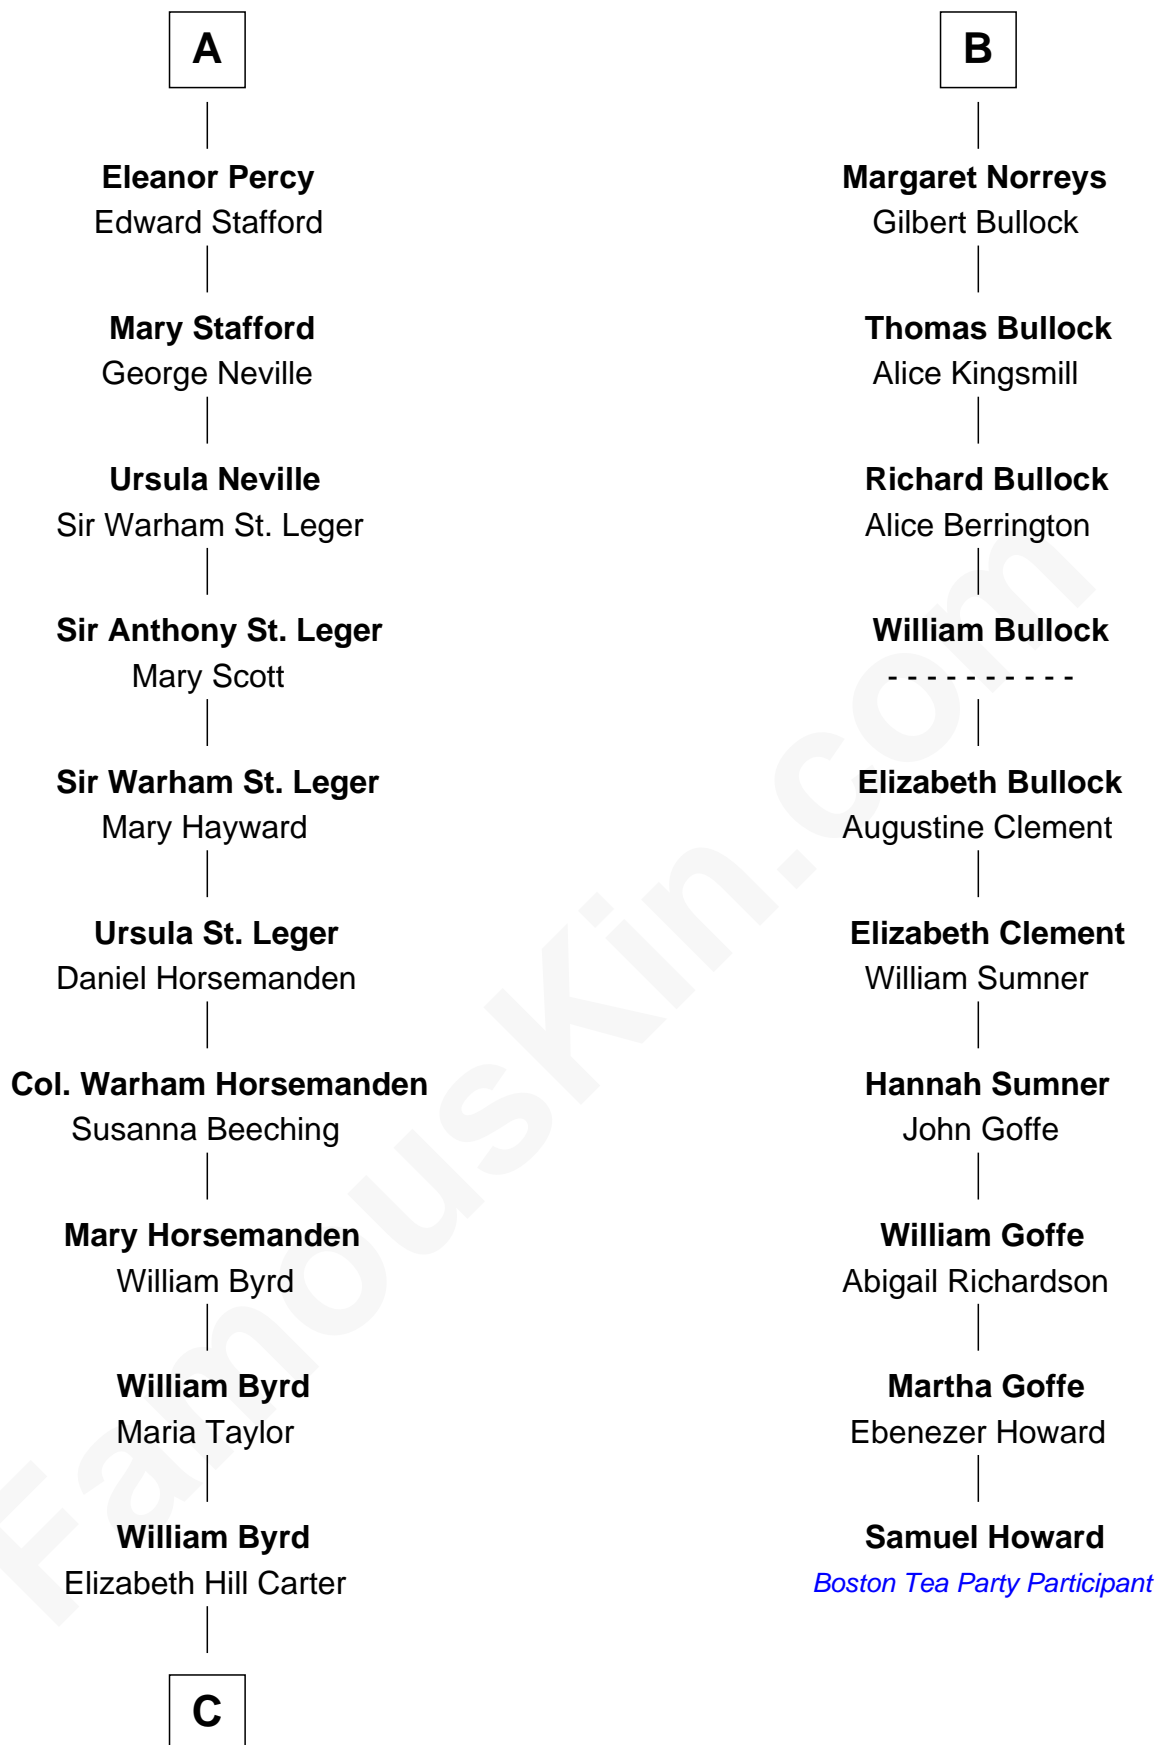 A
Eleanor Percy
Edward Stafford
Mary Stafford
George Neville
Ursula Neville
Sir Warham St. Leger
Sir Anthony St. Leger
Mary Scott
Sir Warham St. Leger
Mary Hayward
Ursula St. Leger
Daniel Horsemanden
Col. Warham Horsemanden
Susanna Beeching
Mary Horsemanden
William Byrd
William Byrd
Maria Taylor
William Byrd
Elizabeth Hill Carter
C
B
Margaret Norreys
Gilbert Bullock
Thomas Bullock
Alice Kingsmill
Richard Bullock
Alice Berrington
William Bullock
- - - - - - - - - -
Elizabeth Bullock
Augustine Clement
Elizabeth Clement
William Sumner
Hannah Sumner
John Goffe
William Goffe
Abigail Richardson
Martha Goffe
Ebenezer Howard
Samuel Howard
Boston Tea Party Participant
FamousKin.com